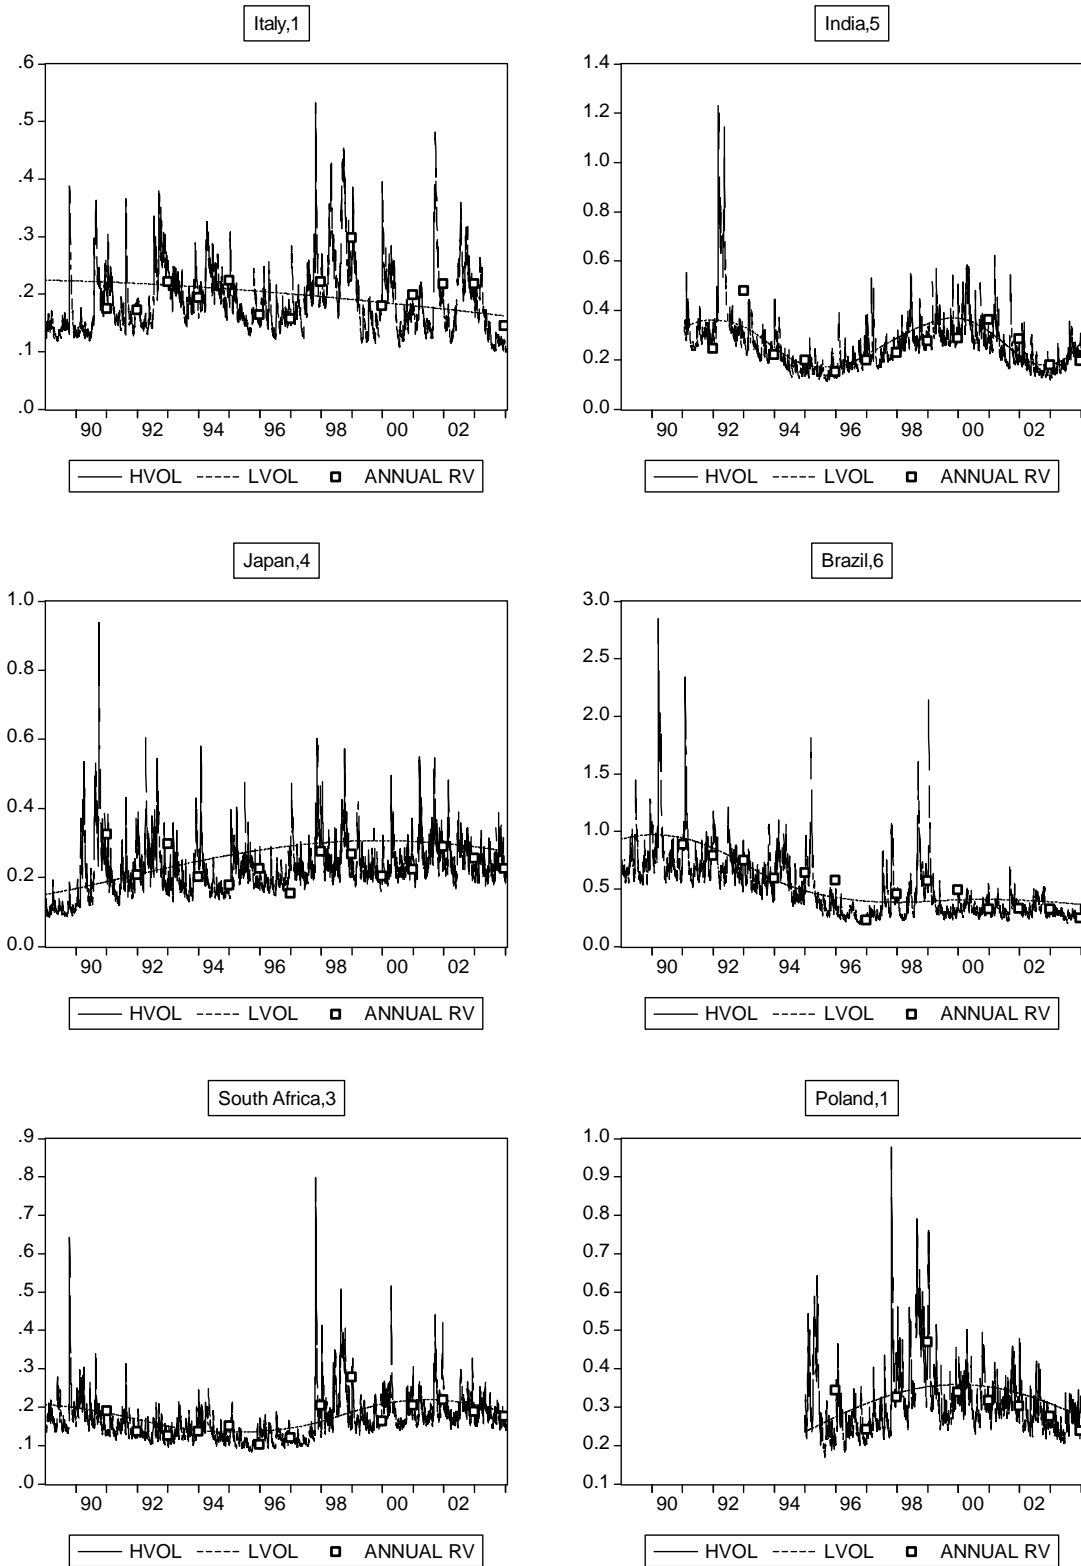 Italy,1
.6
.5
.4
.3
.2
.1
.0
90 92 94 96 98 00 02
HVOL LVOL ANNUAL RV
India,5
1.4
1.2
1.0
0.8
0.6
0.4
0.2
0.0
90 92 94 96 98 00 02
HVOL LVOL ANNUAL RV
Japan,4
1.0
0.8
0.6
0.4
0.2
0.0
90 92 94 96 98 00 02
HVOL LVOL ANNUAL RV
Brazil,6
3.0
2.5
2.0
1.5
1.0
0.5
0.0
90 92 94 96 98 00 02
HVOL LVOL ANNUAL RV
South Africa,3
.9
.8
.7
.6
.5
.4
.3
.2
.1
.0
90 92 94 96 98 00 02
HVOL LVOL ANNUAL RV
Poland,1
1.0
0.9
0.8
0.7
0.6
0.5
0.4
0.3
0.2
0.1
90 92 94 96 98 00 02
HVOL LVOL ANNUAL RV